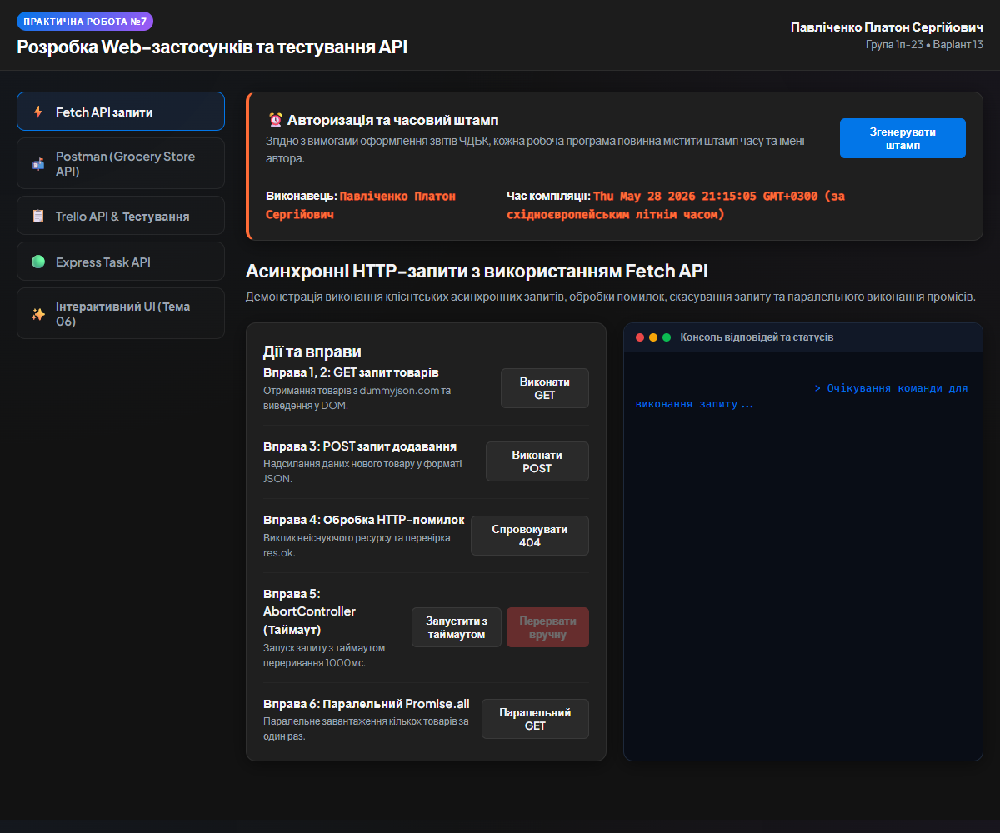 ПРАКТИЧНА РОБОТА №7
Розробка Web-застосунків та тестування API
Павліченко Платон Сергійович
Група 1п-23 • Варіант 13
Fetch API запити
Postman (Grocery Store
API)
Trello API & Тестування
Express Task API
Інтерактивний UI (Тема
06)
Авторизація та часовий штамп
Згідно з вимогами оформлення звітів ЧДБК, кожна робоча програма повинна містити штамп часу та імені
автора.
Згенерувати
штамп
Виконавець: Павліченко Платон
Сергійович
Час компіляції: Thu May 28 2026 21:15:05 GMT+0300 (за
східноєвропейським літнім часом)
Асинхронні HTTP-запити з використанням Fetch API
Демонстрація виконання клієнтських асинхронних запитів, обробки помилок, скасування запиту та паралельного виконання промісів.
Дії та вправи
Вправа 1, 2: GET запит товарів
Отримання товарів з dummyjson.com та
виведення у DOM.
Виконати
GET
Вправа 3: POST запит додавання
Надсилання даних нового товару у форматі
JSON.
Виконати
POST
Вправа 4: Обробка HTTP-помилок
Виклик неіснуючого ресурсу та перевірка
res.ok.
Спровокувати
404
Вправа 5:
AbortController
(Таймаут)
Запуск запиту з таймаутом
переривання 1000мс.
Запустити з
таймаутом
Перервати
вручну
Вправа 6: Паралельний Promise.all
Паралельне завантаження кількох товарів за
один раз.
Паралельний
GET
Консоль відповідей та статусів
> Очікування команди для
виконання запиту...